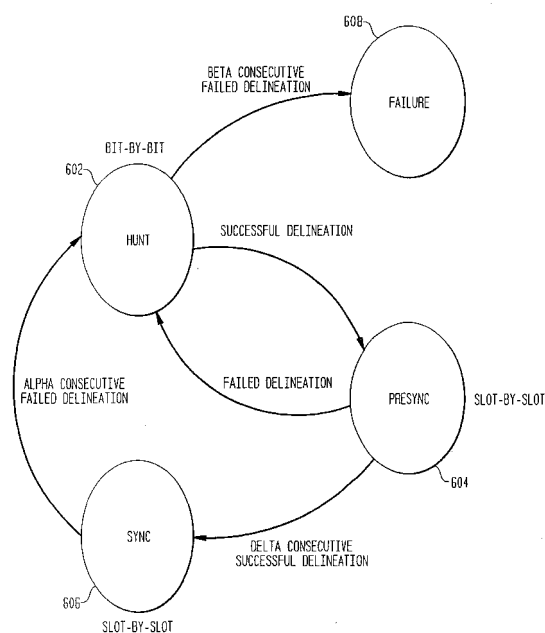 608
BETA CONSECUTIVE
FAILED DELINEATION
FAILURE
BIT-BY-BIT
602
HUNT
SUCCESSFUL DELINEATION
ALPHA CONSECUTIVE
FAILED DELINEATION
FAILED DELINEATION
PRESYNC
SLOT-BY-SLOT
604
SYNC
DELTA CONSECUTIVE
SUCCESSFUL DELINEATION
606
SLOT-BY-SLOT